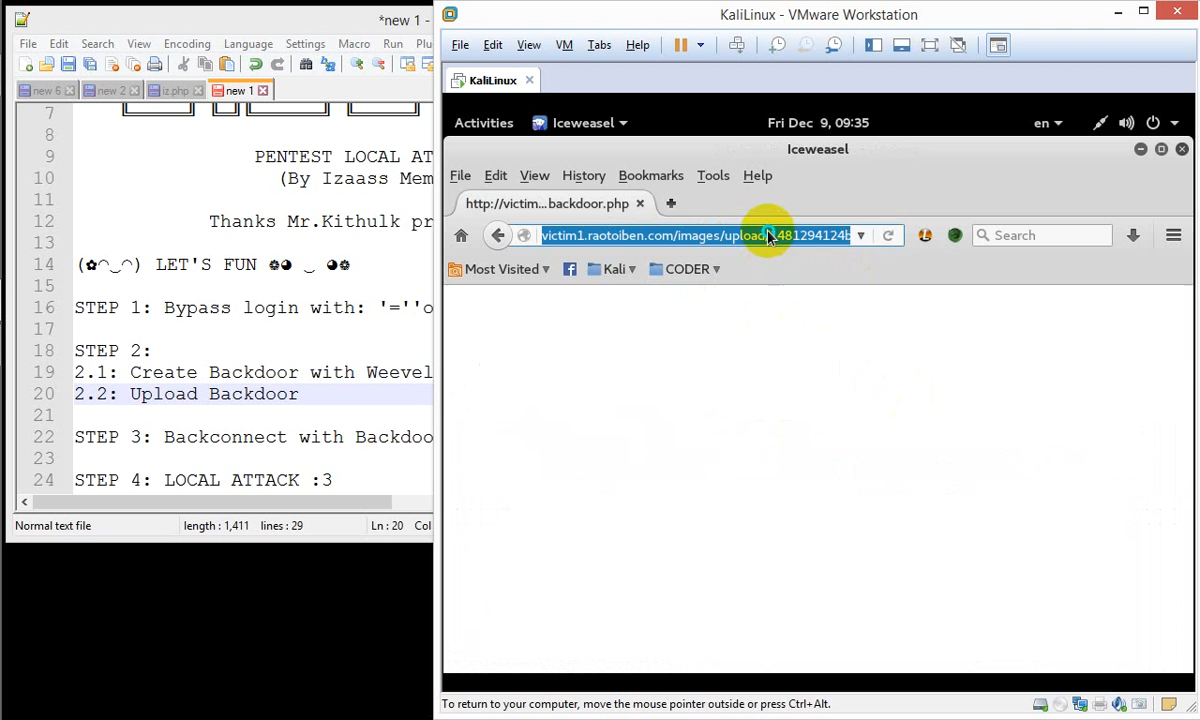 *new 1 -
File Edit Search View Encoding Language Settings Macro Run Plu
new 6 new 2 iz.php new 1
7
8
9 PENTEST LOCAL AT
10 (By Izaass Mem
11
12 Thanks Mr.Kithulk pr
13
14 (✿◠‿◠) LET'S FUN ❁◕ ‿ ◕❁
15
16 STEP 1: Bypass login with: '=''o
17
18 STEP 2:
19 2.1: Create Backdoor with Weevel
20 2.2: Upload Backdoor
21
22 STEP 3: Backconnect with Backdoo
23
24 STEP 4: LOCAL ATTACK :3
Normal text file length : 1,411 lines : 29 Ln : 20 Col
KaliLinux - VMware Workstation
File Edit View VM Tabs Help
KaliLinux
Activities Iceweasel Fri Dec 9, 09:35 en
Iceweasel
File Edit View History Bookmarks Tools Help
http://victim...backdoor.php
Search
Most Visited Kali CODER
To return to your computer, move the mouse pointer outside or press Ctrl+Alt.